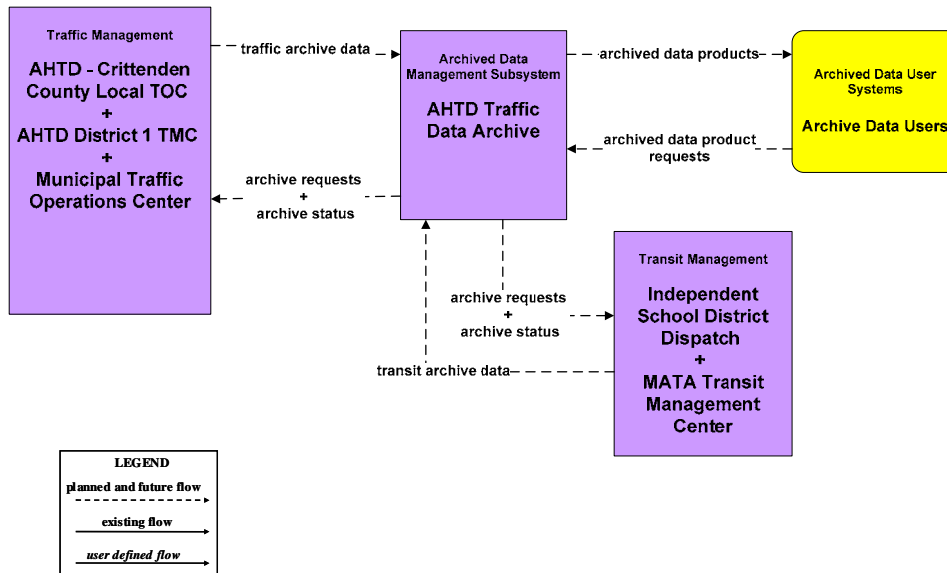 Traffic Management
AHTD - Crittenden
County Local TOC
+
AHTD District 1 TMC
+
Municipal Traffic
Operations Center
traffic archive data
archive requests
+
archive status
Archived Data
Management Subsystem
AHTD Traffic
Data Archive
archived data products
archived data product
requests
Archived Data User
Systems
Archive Data Users
archive requests
+
archive status
transit archive data
Transit Management
Independent
School District
Dispatch
+
MATA Transit
Management
Center
LEGEND
planned and future flow
existing flow
user defined flow